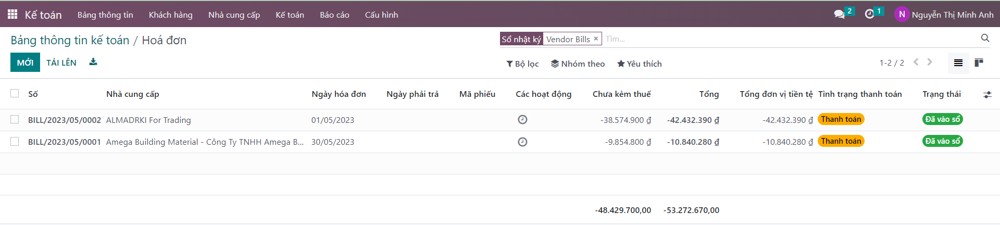 Kế toán Bảng thông tin Khách hàng Nhà cung cấp Kế toán Báo cáo Cấu hình 2 1 N Nguyễn Thị Minh Anh
Bảng thông tin kế toán / Hoá đơn
Sổ nhật ký Vendor Bills × Tìm...
MỚI TẢI LÊN
Bộ lọc Nhóm theo Yêu thích 1-2 / 2
Số Nhà cung cấp Ngày hóa đơn Ngày phải trả Mã phiếu Các hoạt động Chưa kèm thuế Tổng Tổng đơn vị tiền tệ Tình trạng thanh toán Trạng thái
BILL/2023/05/0002 ALMADRKI For Trading 01/05/2023 -38.574.900 ₫ -42.432.390 ₫ -42.432.390 ₫ Thanh toán Đã vào sổ
BILL/2023/05/0001 Amega Building Material - Công Ty TNHH Amega B... 30/05/2023 -9.854.800 ₫ -10.840.280 ₫ -10.840.280 ₫ Thanh toán Đã vào sổ
-48.429.700,00 -53.272.670,00